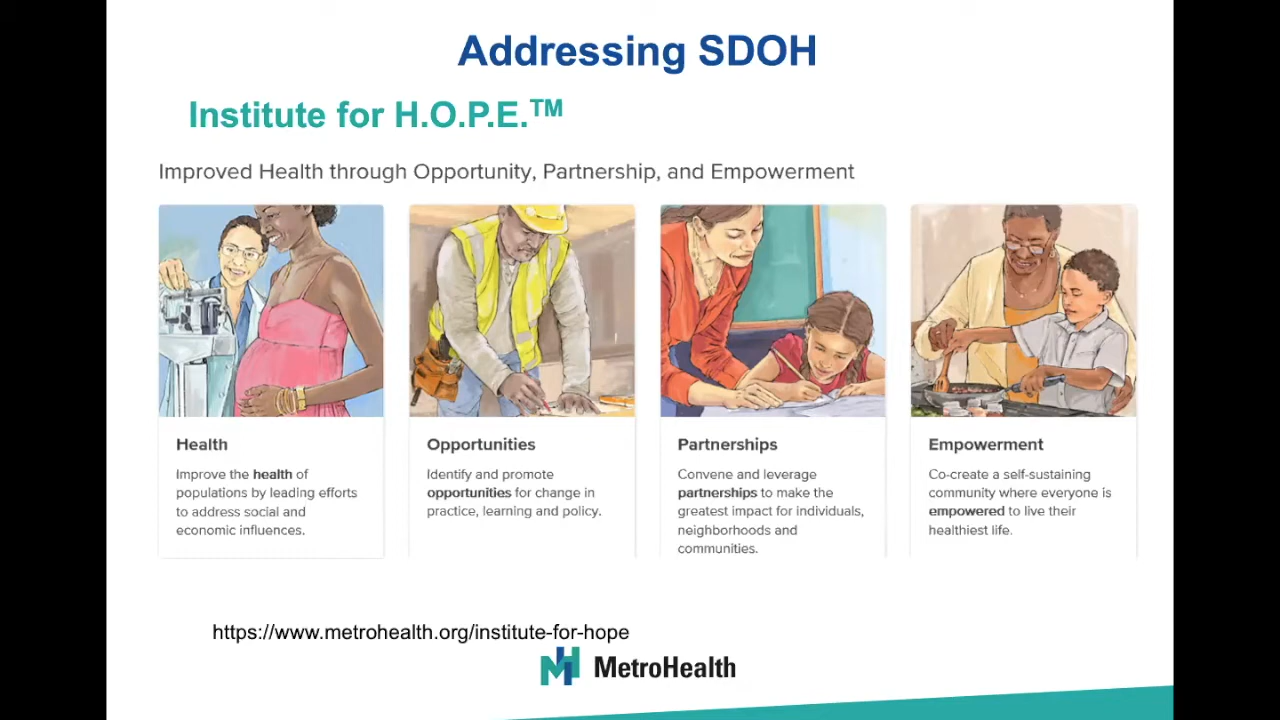 Addressing SDOH
Institute for H.O.P.E.™
Improved Health through Opportunity, Partnership, and Empowerment
Health
Improve the health of
populations by leading efforts
to address social and
economic influences.
Opportunities
Identify and promote
opportunities for change in
practice, learning and policy.
Partnerships
Convene and leverage
partnerships to make the
greatest impact for individuals,
neighborhoods and
communities.
Empowerment
Co-create a self-sustaining
community where everyone is
empowered to live their
healthiest life.
https://www.metrohealth.org/institute-for-hope
MetroHealth